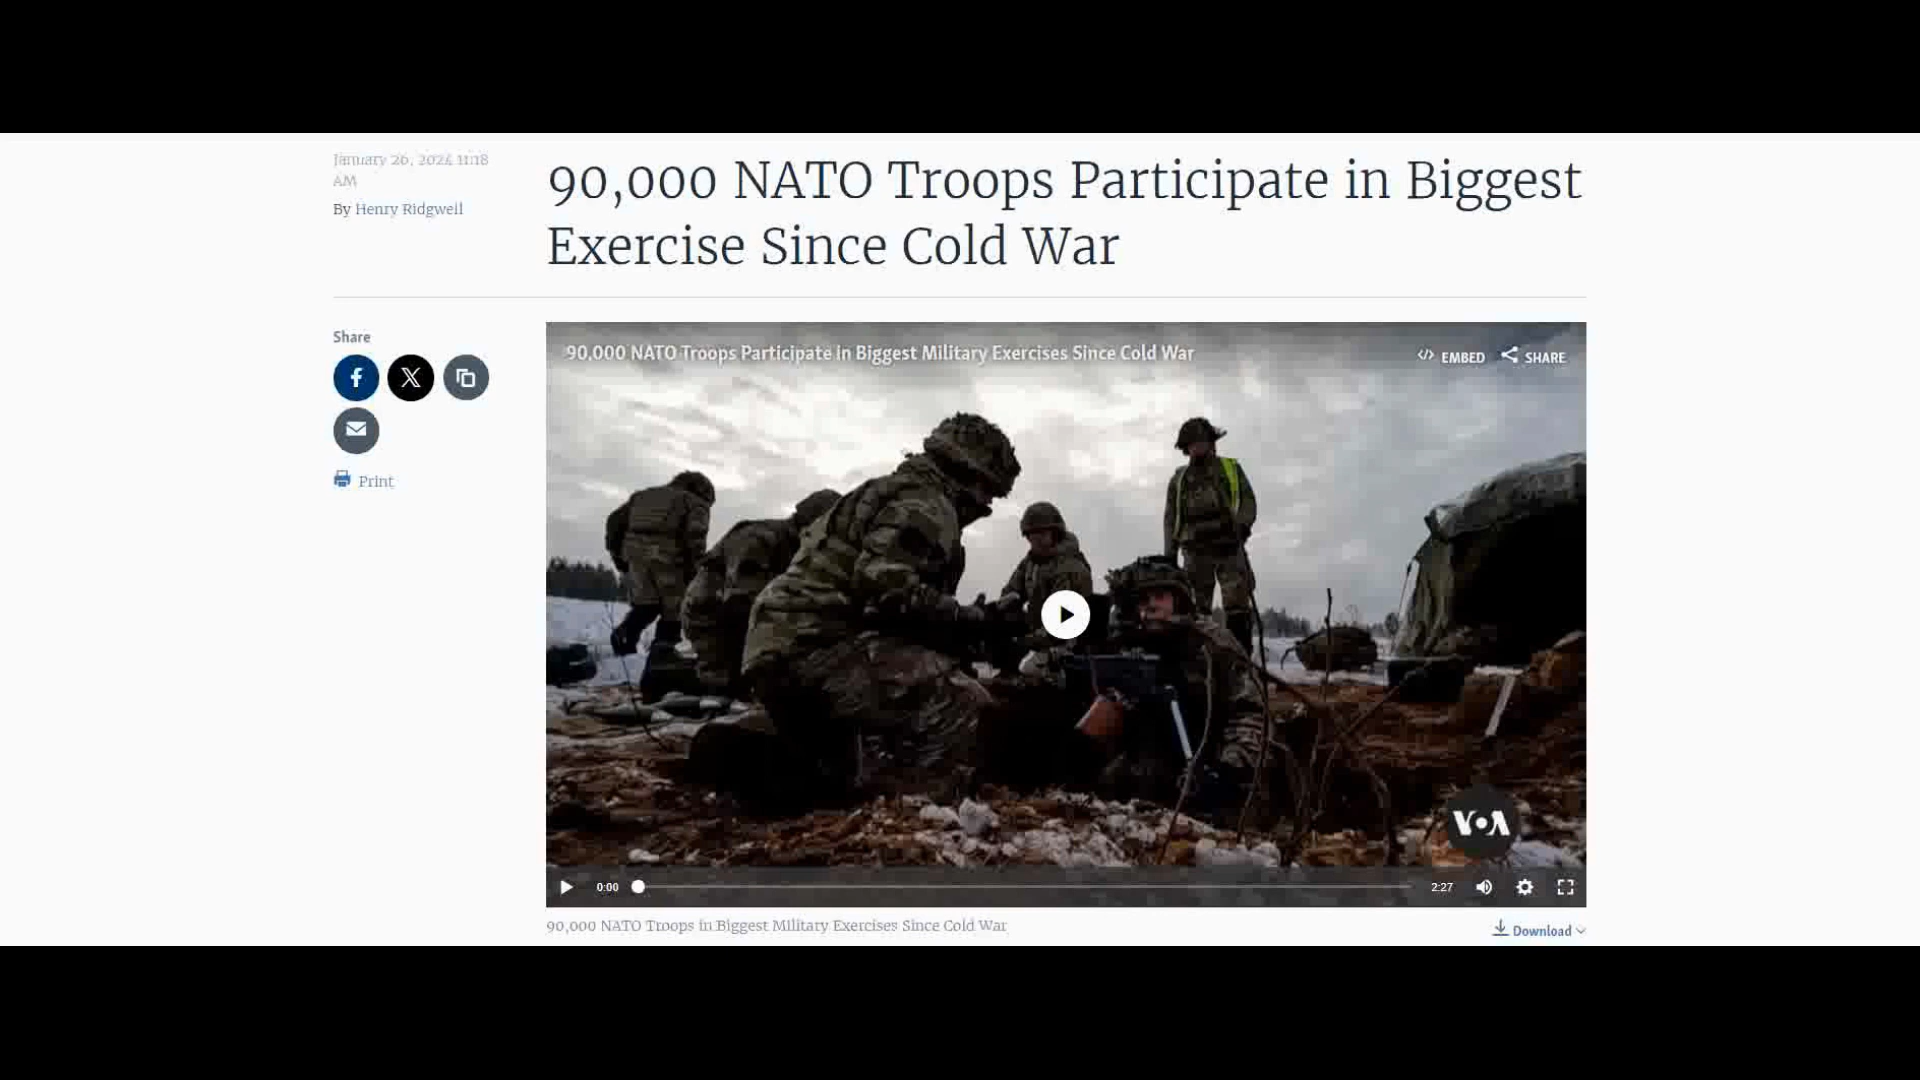 January 26, 2024 11:18
AM
By Henry Ridgwell
90,000 NATO Troops Participate in Biggest
Exercise Since Cold War
Share
Print
90,000 NATO Troops Participate in Biggest Military Exercises Since Cold War
EMBED
SHARE
VOA
0:00
2:27
90,000 NATO Troops in Biggest Military Exercises Since Cold War
Download